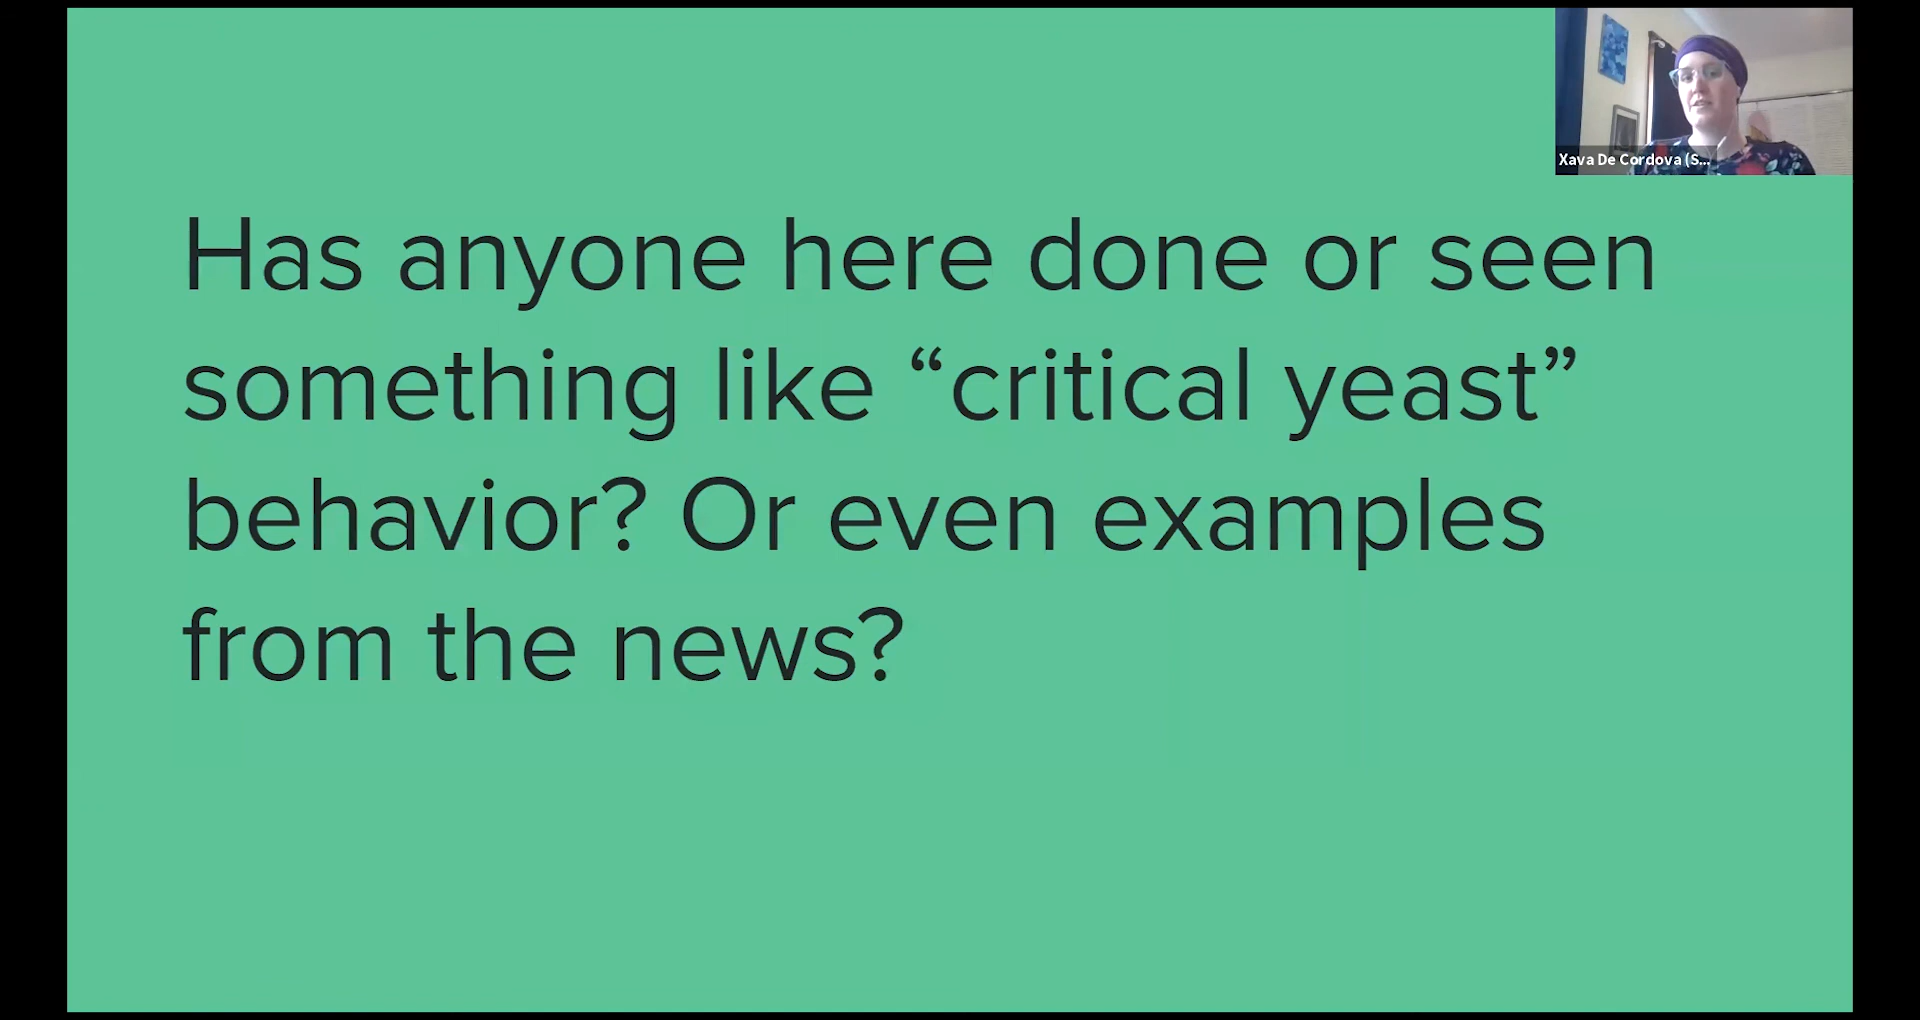 Xava De Cordova (S...
Has anyone here done or seen
something like “critical yeast”
behavior? Or even examples
from the news?